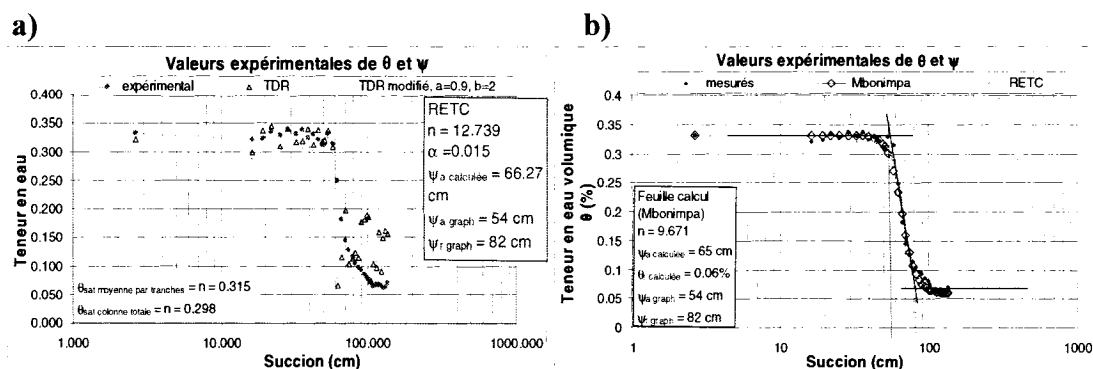 a)
Valeurs expérimentales de θ et ψ
expérimental
TDR
TDR modifié, a=0.9, b=2
Teneur en eau
0.400
0.350
0.300
0.250
0.200
0.150
0.100
0.050
0.000
RETC
n = 12.739
α =0.015
ψa calculée = 66.27
cm
ψa graph = 54 cm
ψr graph = 82 cm
θsat moyenne par tranches = n = 0.315
θsat colonne totale = n = 0.298
1.000
10.000
100.000
1000.000
Succion (cm)
b)
Valeurs expérimentales de θ et ψ
mesurés
Mbonimpa
RETC
Teneur en eau volumique
θ (%)
0.4
0.35
0.3
0.25
0.2
0.15
0.1
0.05
0
Feuille calcul
(Mbonimpa)
n = 9.671
ψa calculée = 65 cm
θr calculée = 0.06%
ψa graph = 54 cm
ψr graph = 82 cm
1
10
100
1000
Succion (cm)